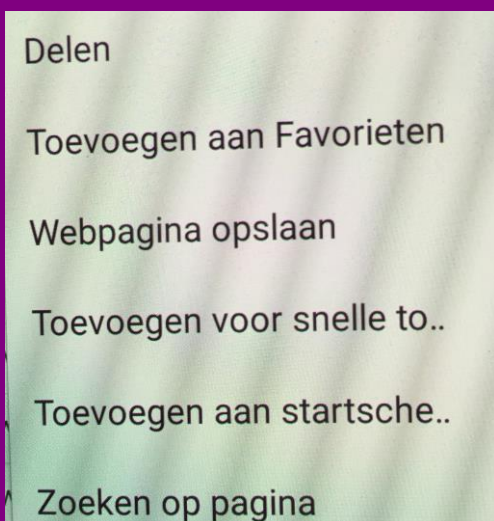 Delen
Toevoegen aan Favorieten
Webpagina opslaan
Toevoegen voor snelle to..
Toevoegen aan startsche..
Zoeken op pagina